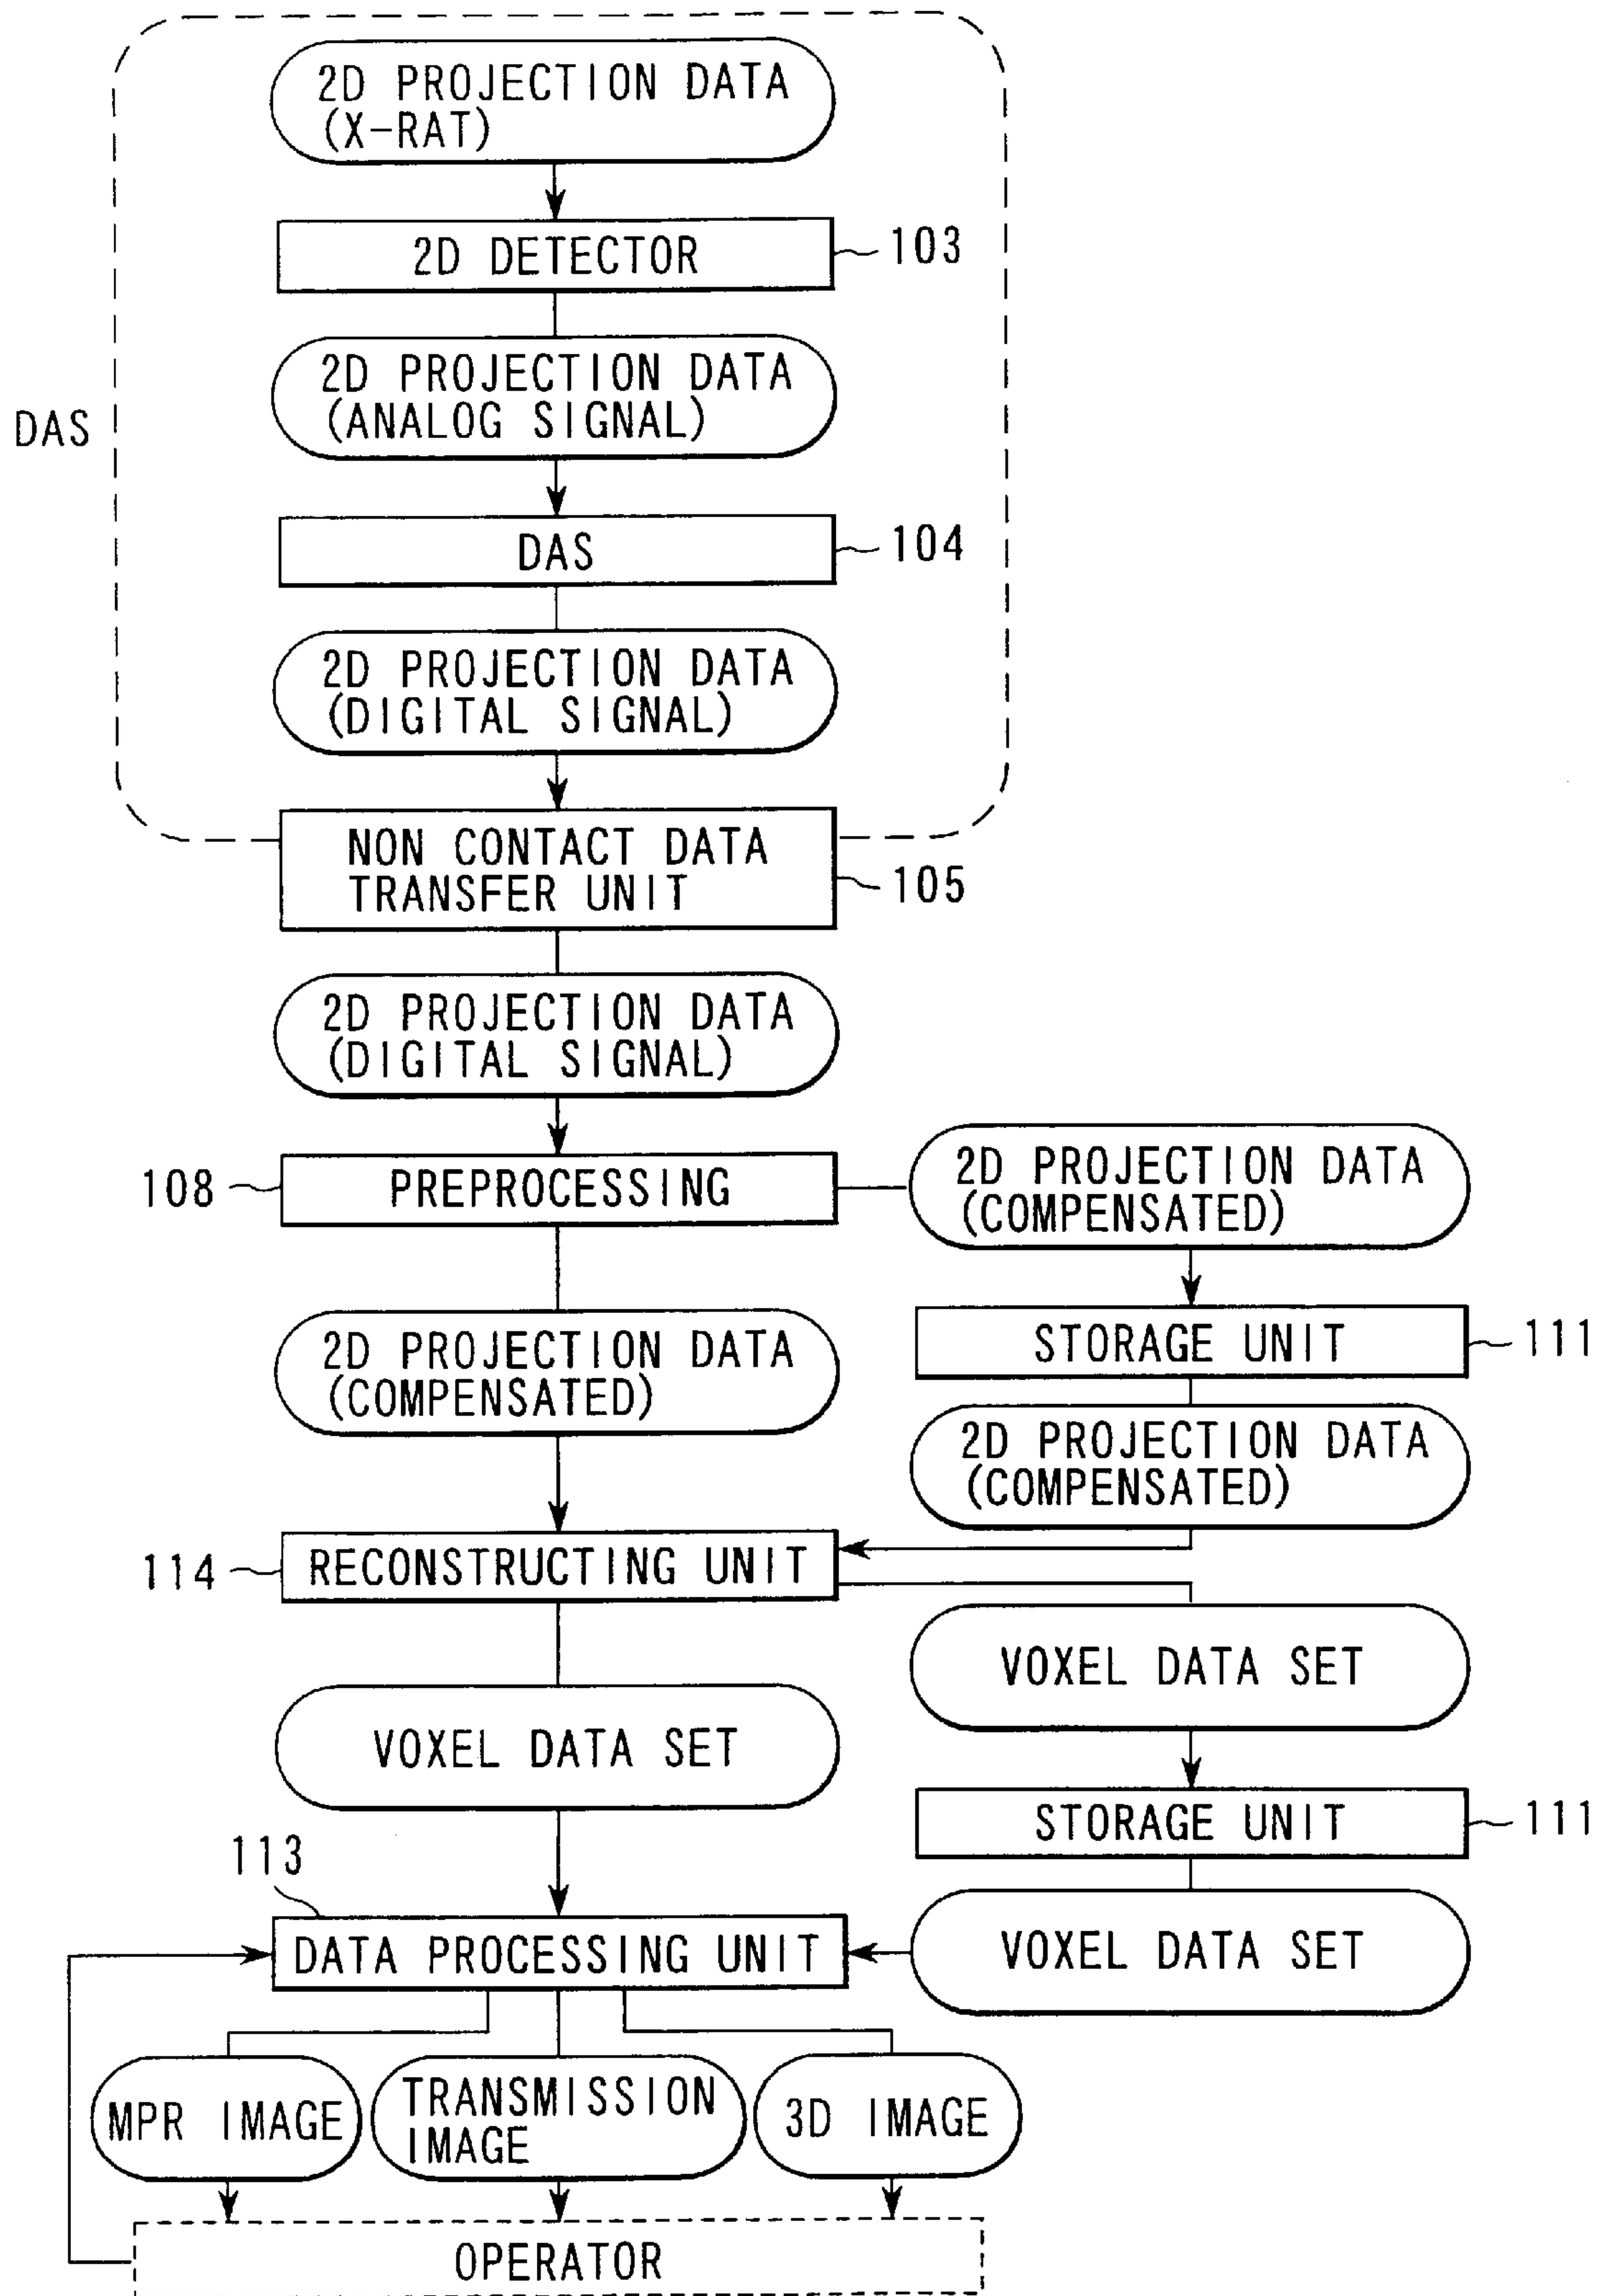 2D PROJECTION DATA
(X-RAT)
2D DETECTOR
103
2D PROJECTION DATA
(ANALOG SIGNAL)
DAS
DAS
104
2D PROJECTION DATA
(DIGITAL SIGNAL)
NON CONTACT DATA
TRANSFER UNIT
105
2D PROJECTION DATA
(DIGITAL SIGNAL)
108
PREPROCESSING
2D PROJECTION DATA
(COMPENSATED)
STORAGE UNIT
111
2D PROJECTION DATA
(COMPENSATED)
2D PROJECTION DATA
(COMPENSATED)
114
RECONSTRUCTING UNIT
VOXEL DATA SET
VOXEL DATA SET
STORAGE UNIT
111
113
DATA PROCESSING UNIT
VOXEL DATA SET
MPR IMAGE
TRANSMISSION
IMAGE
3D IMAGE
OPERATOR